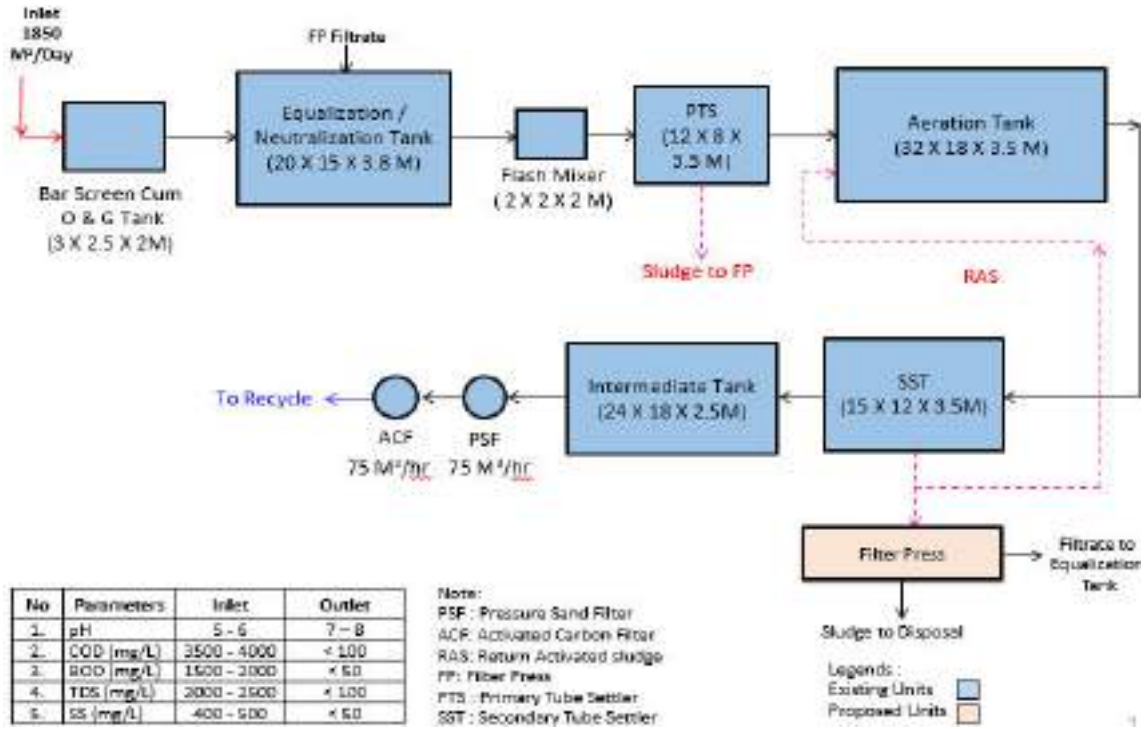 Inlet
1850
M³/Day
FP Filtrate
Equalization /
Neutralization Tank
(20 X 15 X 3.8 M)
PTS
(12 X 8 X
3.5 M)
Aeration Tank
(32 X 18 X 3.5 M)
Bar Screen Cum
O & G Tank
(3 X 2.5 X 2M)
Flash Mixer
( 2 X 2 X 2 M)
Sludge to FP
RAS
To Recycle
ACF
75 M³/hr
PSF
75 M³/hr
Intermediate Tank
(24 X 18 X 2.5M)
SST
(15 X 12 X 3.5M)
Filter Press
Filtrate to
Equalization
Tank
Sludge to Disposal
No Parameters Inlet Outlet
1. pH 5 - 6 7 – 8
2. COD (mg/L) 3500 - 4000 < 100
3. BOD (mg/L) 1500 - 2000 < 50
4. TDS (mg/L) 2000 - 2500 < 100
5. SS (mg/L) 400 - 500 < 50
Note:
PSF : Pressure Sand Filter
ACF: Activated Carbon Filter
RAS: Return Activated sludge
FP: Filter Press
PTS : Primary Tube Settler
SST : Secondary Tube Settler
Legends :
Existing Units
Proposed Units